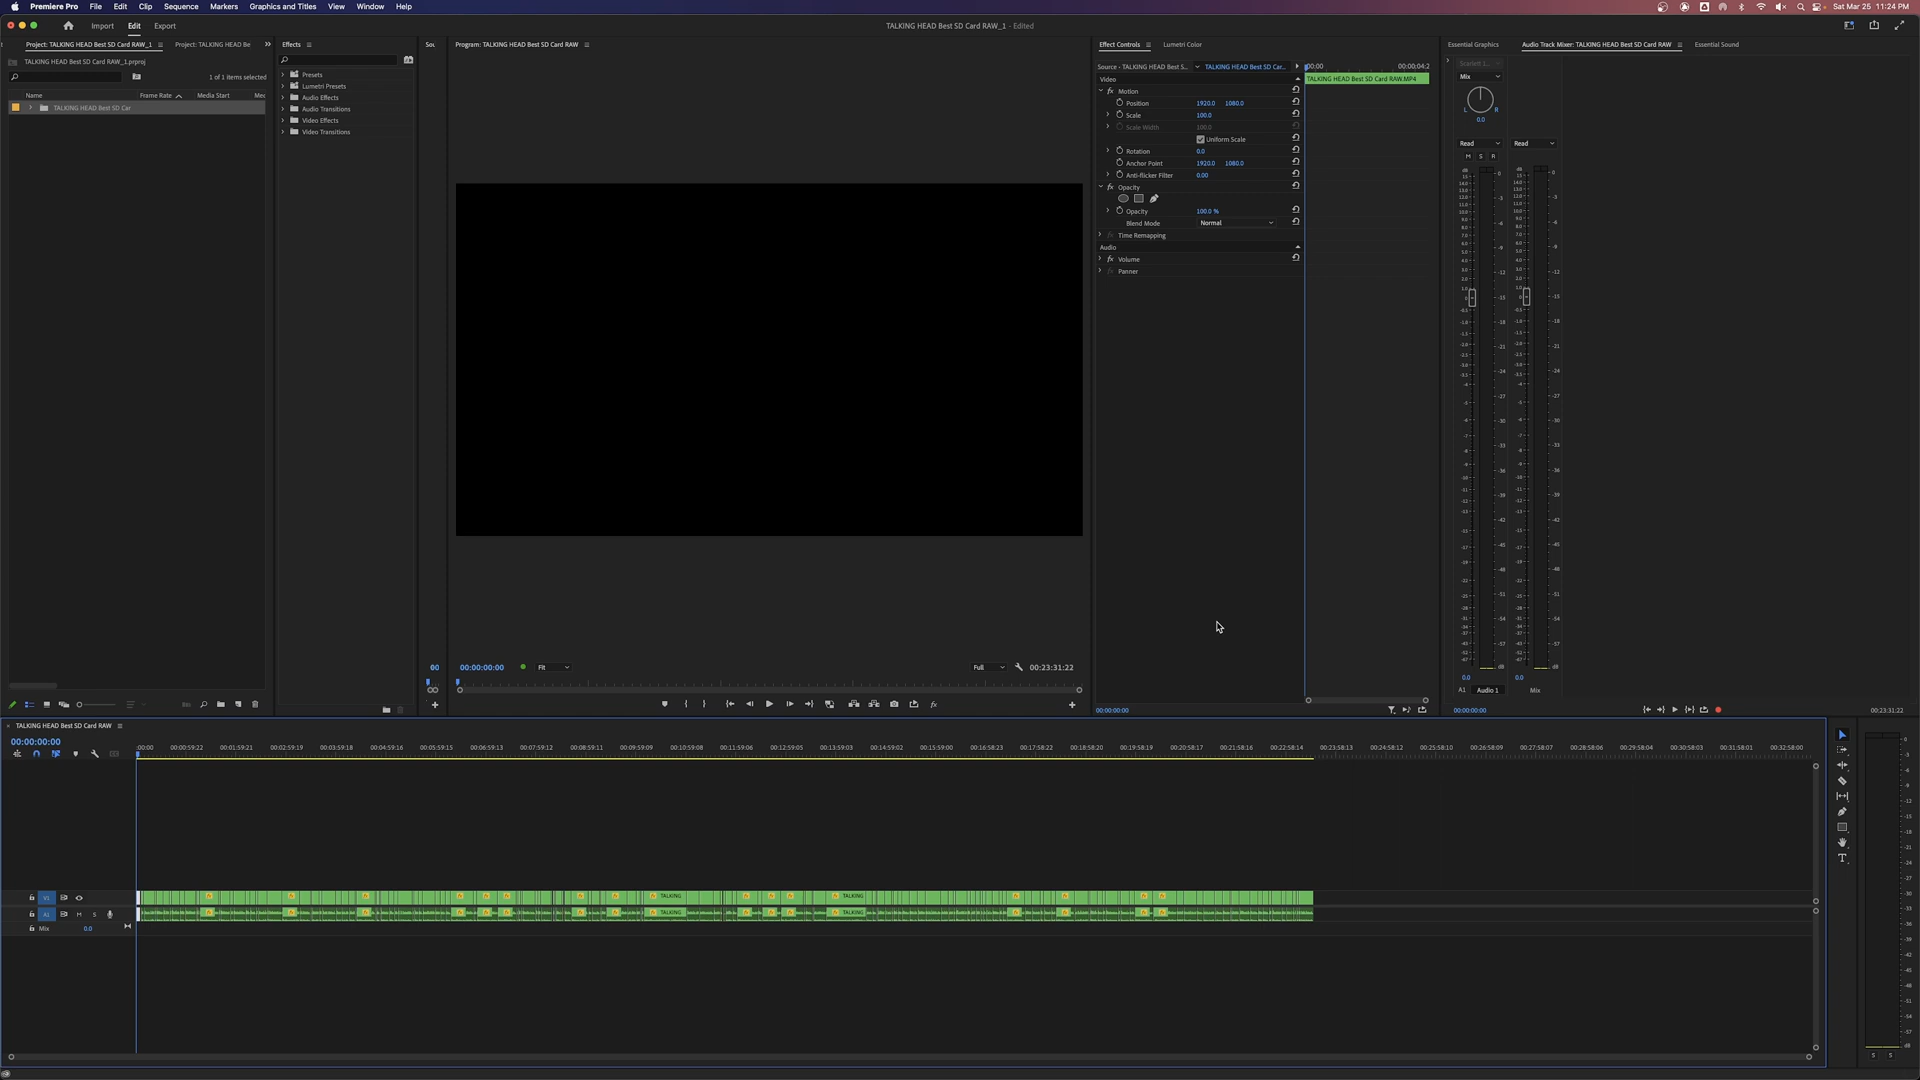 Premiere Pro File Edit Clip Sequence Markers Graphics and Titles View Window Help
Sat Mar 25 11:24 PM
Import Edit Export
TALKING HEAD Best SD Card RAW_1 - Edited
Project: TALKING HEAD Best SD Card RAW_1
Project: TALKING HEAD Be
TALKING HEAD Best SD Card RAW_1.prproj
1 of 1 items selected
Name Frame Rate Media Start Mec
TALKING HEAD Best SD Car
Effects
Presets
Lumetri Presets
Audio Effects
Audio Transitions
Video Effects
Video Transitions
Sou
Program: TALKING HEAD Best SD Card RAW
00
00:00:00:00
Fit
Full
00:23:31:22
Effect Controls
Lumetri Color
Source - TALKING HEAD Best S...
TALKING HEAD Best SD Car...
:00:00
00:00:04:2
TALKING HEAD Best SD Card RAW.MP4
Video
fx Motion
Position 1920.0 1080.0
Scale 100.0
Scale Width 100.0
Uniform Scale
Rotation 0.0
Anchor Point 1920.0 1080.0
Anti-flicker Filter 0.00
fx Opacity
Opacity 100.0 %
Blend Mode Normal
fx Time Remapping
Audio
fx Volume
fx Panner
00:00:00:00
Essential Graphics
Audio Track Mixer: TALKING HEAD Best SD Card RAW
Essential Sound
Mix
L R
0.0
Read Read
M S R
0.0 0.0
A1 Audio 1 Mix
00:00:00:00
00:23:31:22
TALKING HEAD Best SD Card RAW
00:00:00:00
:00:00 00:00:59:22 00:01:59:21 00:02:59:19 00:03:59:18 00:04:59:16 00:05:59:15 00:06:59:13 00:07:59:12 00:08:59:11 00:09:59:09 00:10:59:08 00:11:59:06 00:12:59:05 00:13:59:03 00:14:59:02 00:15:59:00 00:16:58:23 00:17:58:22 00:18:58:20 00:19:58:19 00:20:58:17 00:21:58:16 00:22:58:14 00:23:58:13 00:24:58:12 00:25:58:10 00:26:58:09 00:27:58:07 00:28:58:06 00:29:58:04 00:30:58:03 00:31:58:01 00:32:58:00
V1
TALKING TALKING
A1 M S
TALKING TALKING
Mix 0.0
S S